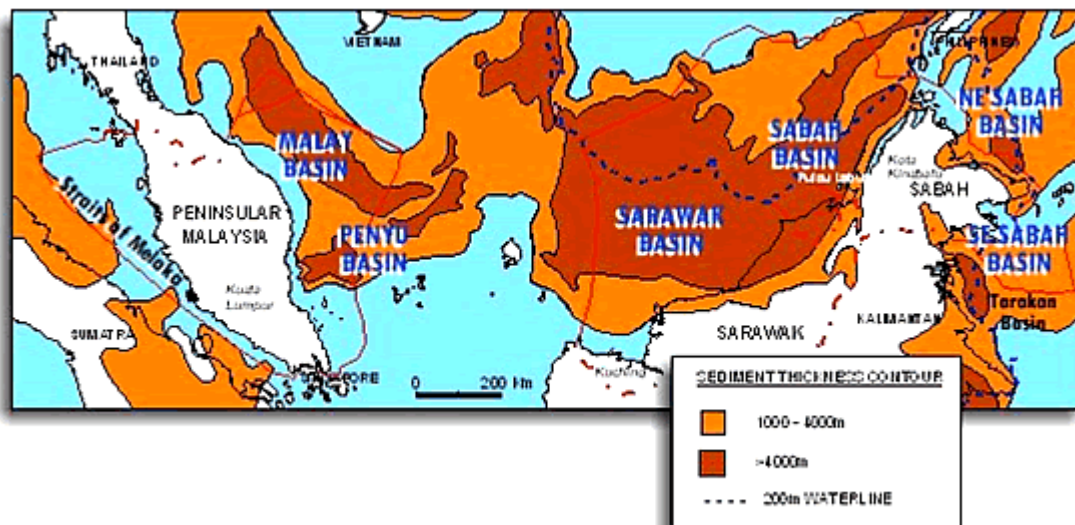 THAILAND
VIETNAM
PHILIPPINES
NE'SABAH
BASIN
MALAY
BASIN
SABAH
BASIN
Kota
Kinabalu
SABAH
Straits of Melaka
PENINSULAR
MALAYSIA
PENYU
BASIN
SARAWAK
BASIN
SE.SABAH
BASIN
Kuala
Lumpur
Tarakan
Basin
SUMATRA
SARAWAK
KALIMANTAN
SINGAPORE
0 200 km
Kuching
SEDIMENT THICKNESS CONTOUR
1000 - 4000m
>4000m
200m WATERLINE